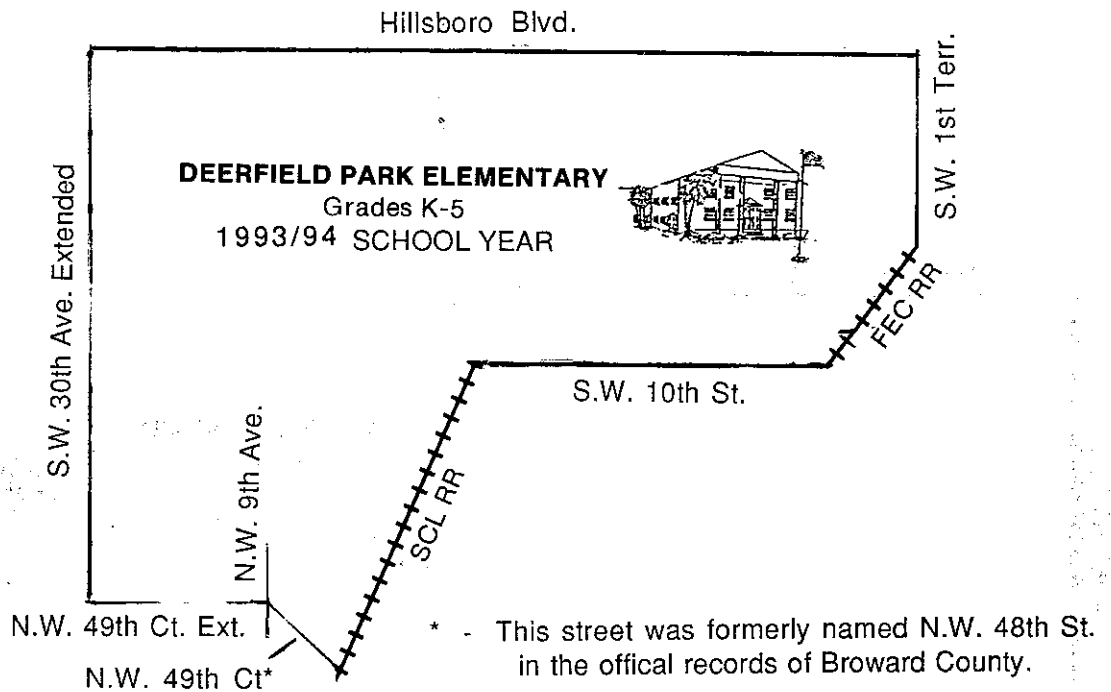 Hillsboro Blvd.
S.W. 1st Terr.
DEERFIELD PARK ELEMENTARY
Grades K-5
1993/94 SCHOOL YEAR
S.W. 30th Ave. Extended
FEC RR
S.W. 10th St.
N.W. 9th Ave.
SCL RR
N.W. 49th Ct. Ext.
N.W. 49th Ct*
* - This street was formerly named N.W. 48th St.
in the offical records of Broward County.